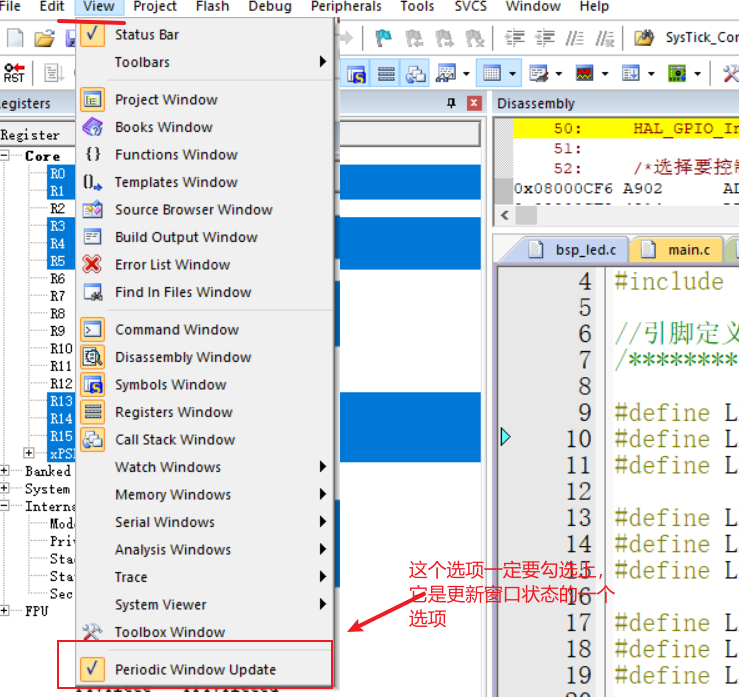 File Edit View Project Flash Debug Peripherals Tools SVCS Window Help
Status Bar
Toolbars
Project Window
Books Window
Functions Window
Templates Window
Source Browser Window
Build Output Window
Error List Window
Find In Files Window
Command Window
Disassembly Window
Symbols Window
Registers Window
Call Stack Window
Watch Windows
Memory Windows
Serial Windows
Analysis Windows
Trace
System Viewer
Toolbox Window
Periodic Window Update
SysTick_Con
RST
egisters
Register
Core
R0
R1
R2
R3
R4
R5
R6
R7
R8
R9
R10
R11
R12
R13
R14
R15
xPS
Banked
System
Interna
Mod
Pri
Sta
Sta
Sec
FPU
Disassembly
50: HAL_GPIO_In
51:
52: /*选择要控制
0x08000CF6 A902 AD
bsp_led.c main.c
4 #include
5
6 //引脚定义
7 /*********
8
9 #define L
10 #define L
11 #define L
12
13 #define L
14 #define L
15 #define L
16
17 #define L
18 #define L
19 #define L
这个选项一定要勾选上，
它是更新窗口状态的一个
选项